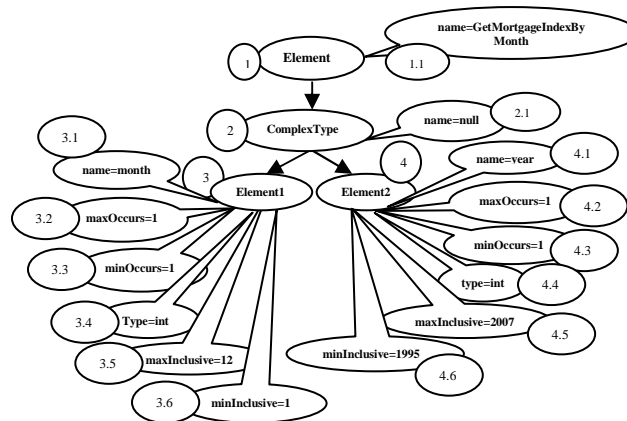 name=GetMortgageIndexBy
Month
Element
1
1.1
ComplexType
2
name=null
2.1
3.1
name=month
3
4
name=year
4.1
Element1
Element2
3.2
maxOccurs=1
maxOccurs=1
4.2
minOccurs=1
4.3
3.3
minOccurs=1
type=int
4.4
3.4
Type=int
maxInclusive=2007
4.5
3.5
maxInclusive=12
minInclusive=1995
4.6
3.6
minInclusive=1